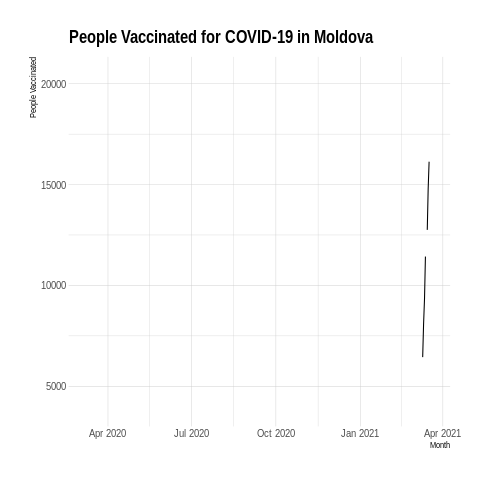 People Vaccinated for COVID-19 in Moldova
People Vaccinated
20000
15000
10000
5000
Apr 2020 Jul 2020 Oct 2020 Jan 2021 Apr 2021
Month